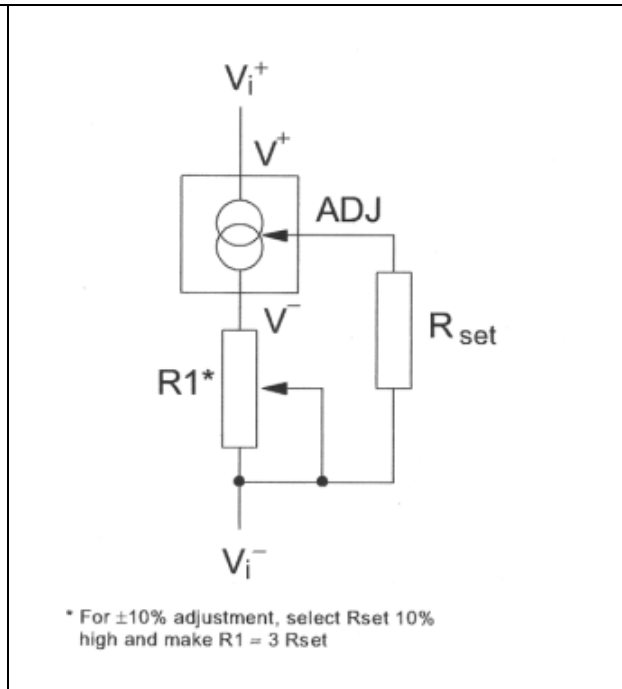 Vi+
V+
ADJ
V−
Rset
R1*
Vi−
* For ±10% adjustment, select Rset 10%
high and make R1 = 3 Rset